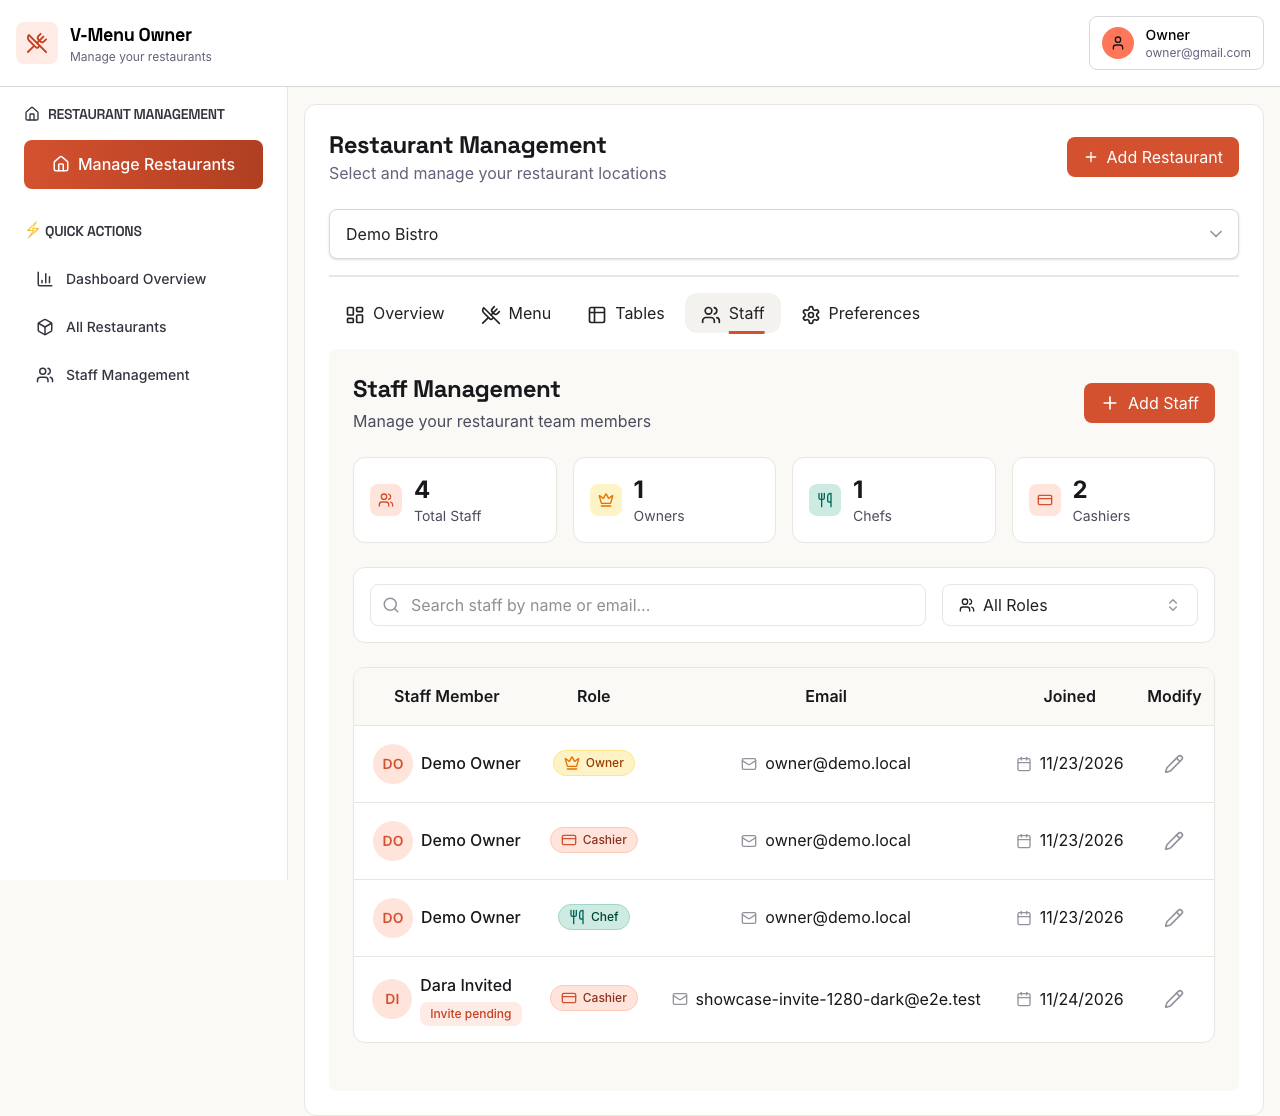 V-Menu Owner
Manage your restaurants
Owner
owner@gmail.com
RESTAURANT MANAGEMENT
Manage Restaurants
⚡ QUICK ACTIONS
Dashboard Overview
All Restaurants
Staff Management
Restaurant Management
Select and manage your restaurant locations
Add Restaurant
Demo Bistro
Overview Menu Tables Staff Preferences
Staff Management
Manage your restaurant team members
Add Staff
4
Total Staff
1
Owners
1
Chefs
2
Cashiers
Search staff by name or email...
All Roles
Staff Member Role Email Joined Modify
DO Demo Owner Owner owner@demo.local 11/23/2026
DO Demo Owner Cashier owner@demo.local 11/23/2026
DO Demo Owner Chef owner@demo.local 11/23/2026
DI Dara Invited Cashier showcase-invite-1280-dark@e2e.test 11/24/2026
Invite pending